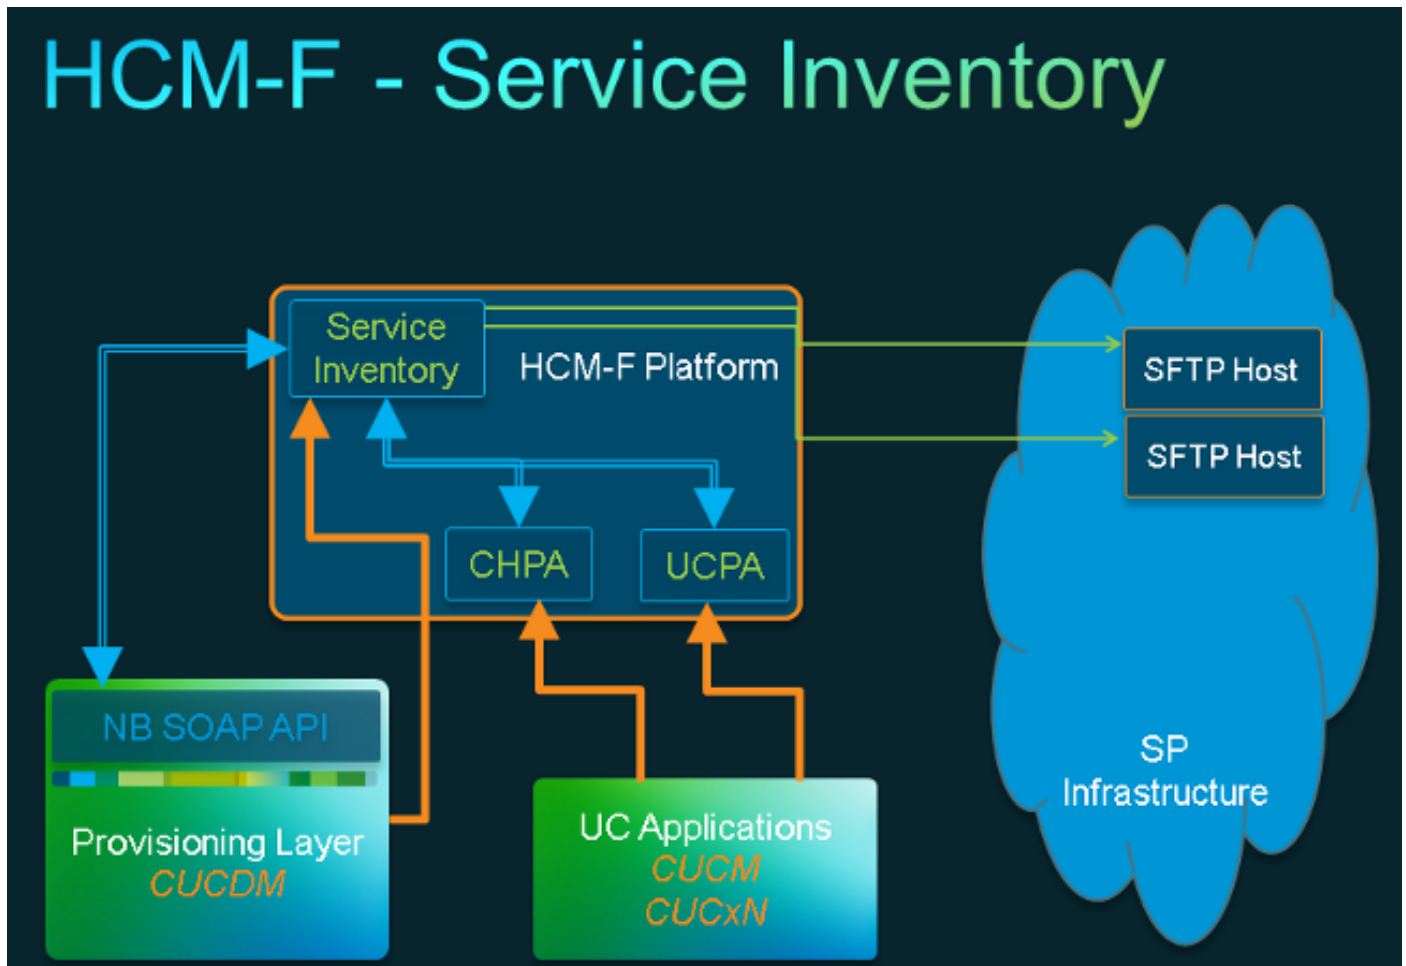 HCM-F - Service Inventory
Service
Inventory
HCM-F Platform
SFTP Host
SFTP Host
CHPA
UCPA
NB SOAP API
Provisioning Layer
CUCDM
UC Applications
CUCM
CUCxN
SP
Infrastructure